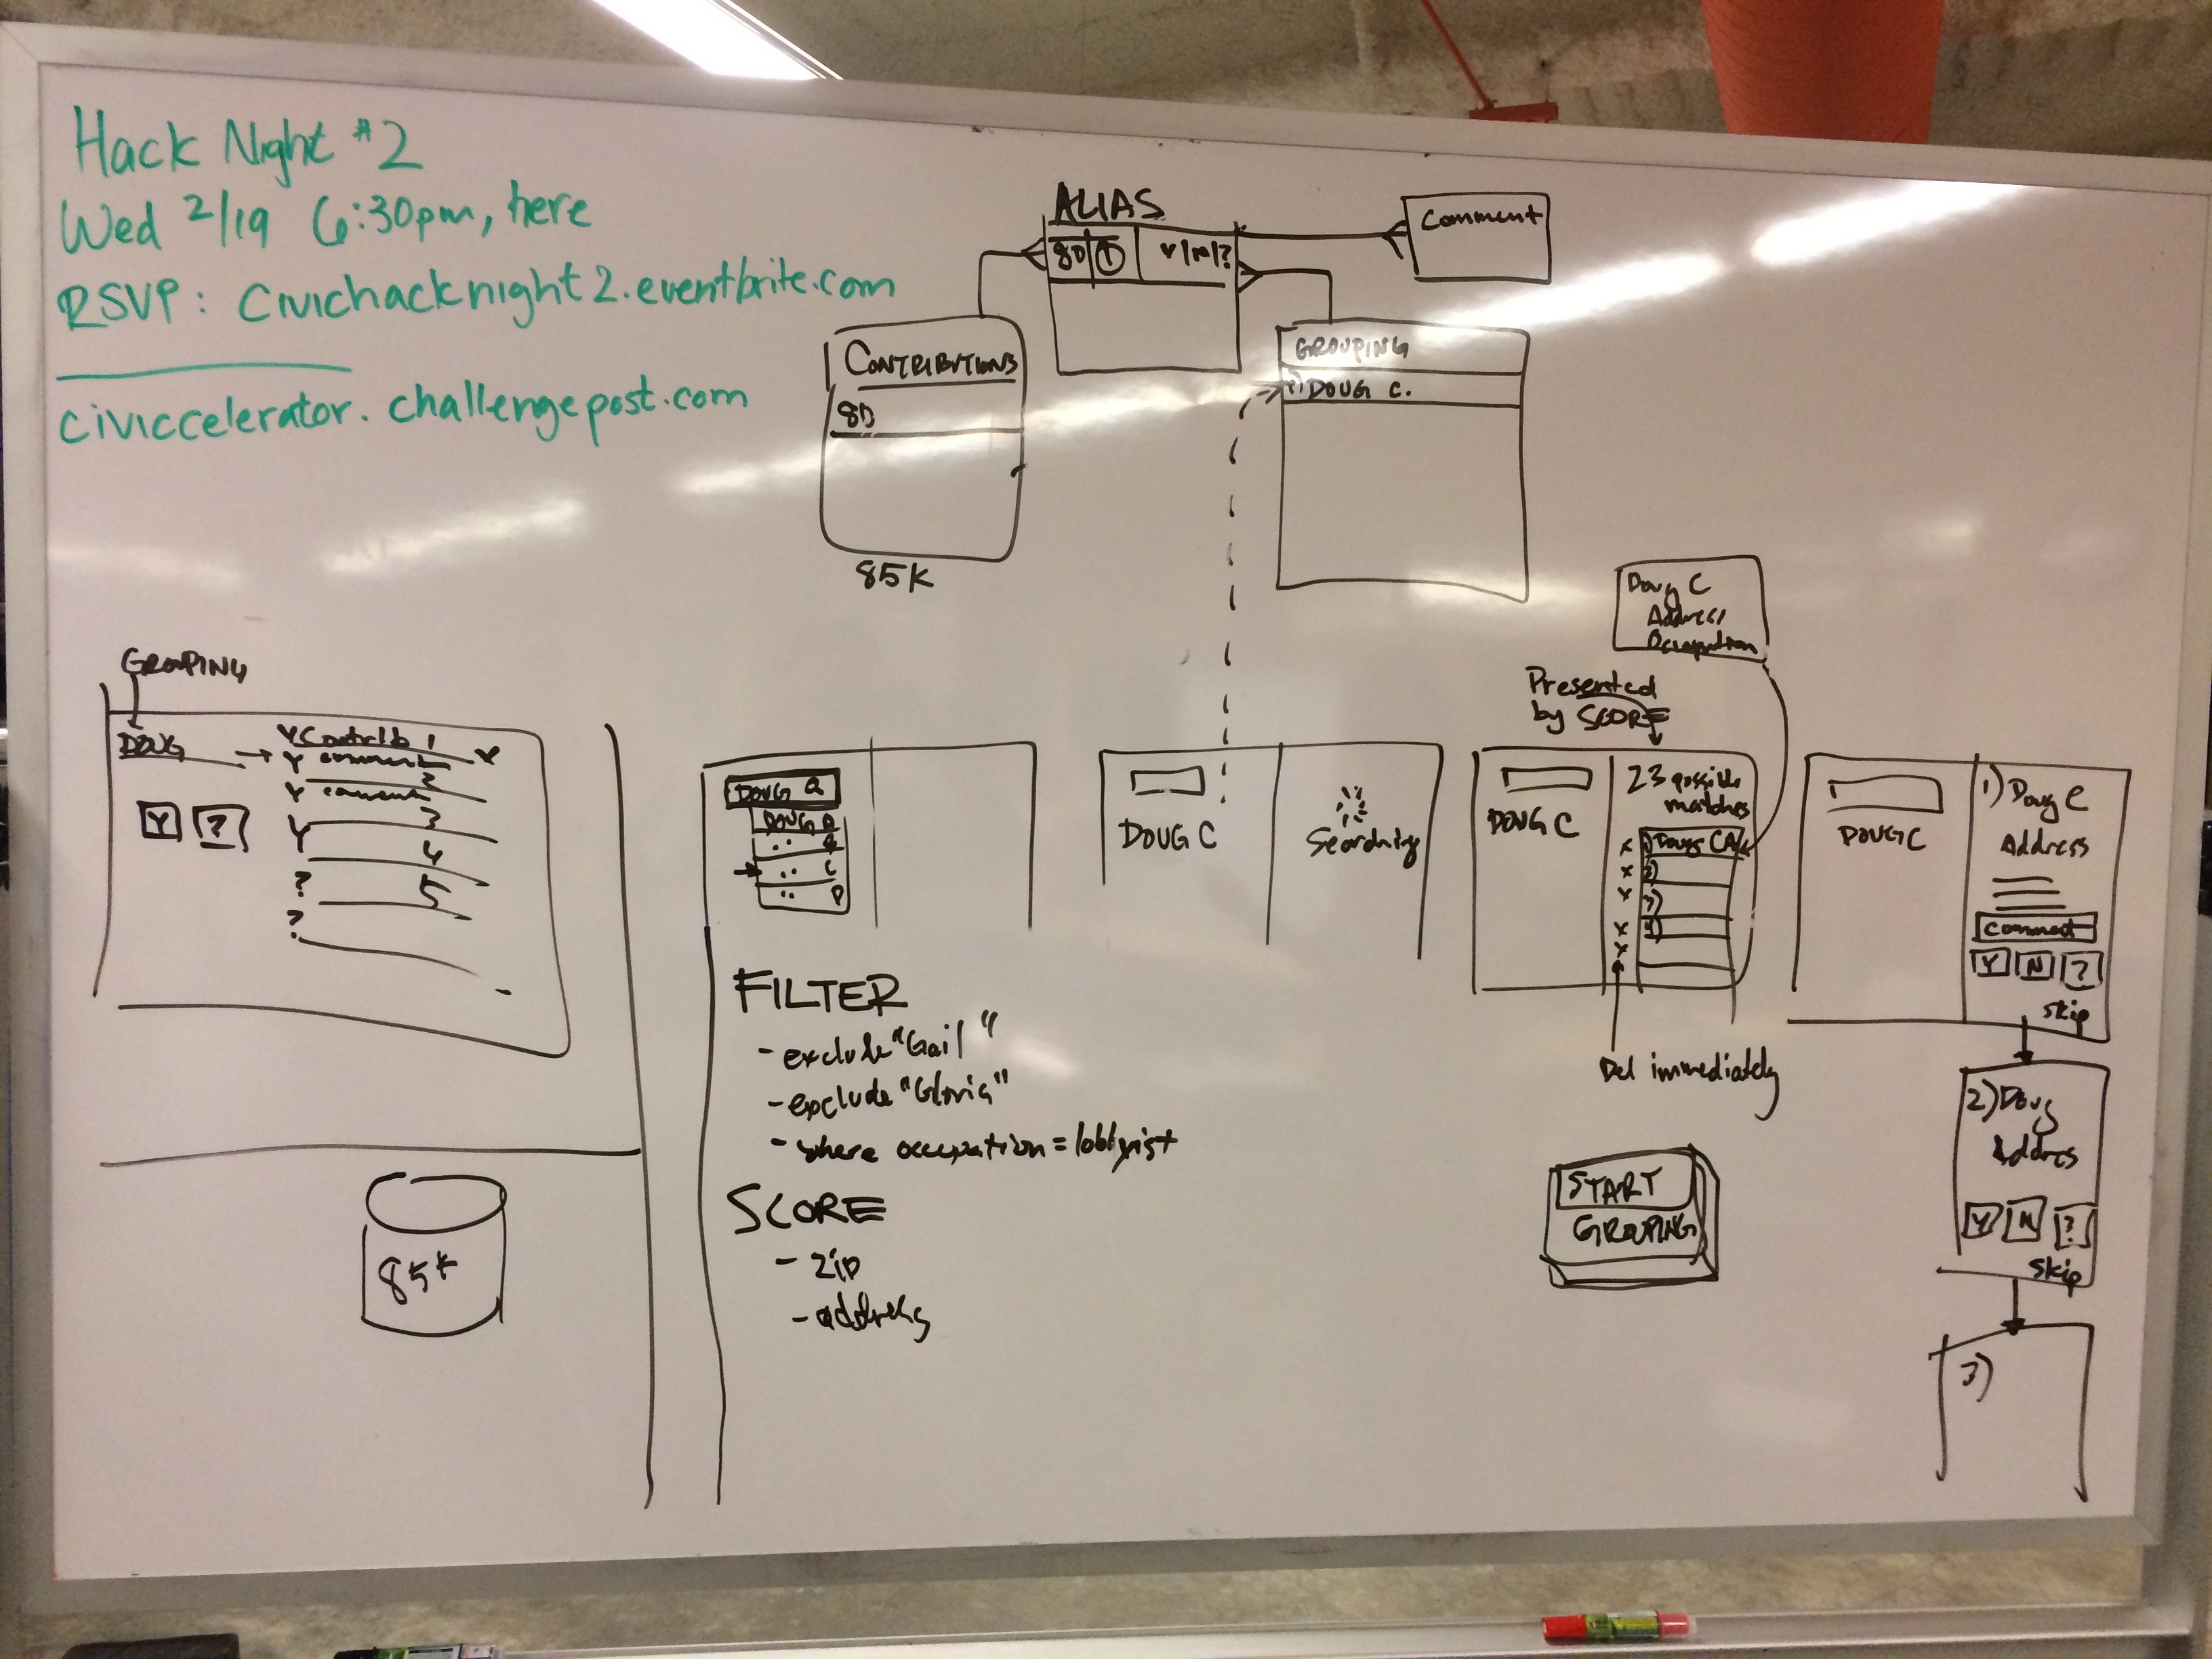 Hack Night #2
Wed 2/19 6:30pm, here
RSVP: Civichacknight2.eventbrite.com
civiccelerator.challengepost.com
ALIAS
8D 1 Y/N/?
Comment
CONTRIBUTIONS
8D
85K
GROUPING
1) DOUG C.
Doug C
Address
Occupation
GROUPING
DOUG
Y Contrib 1 X
Y comment 2
Y comment 3
Y 4
? 5
?
Y ?
85K
DOUG Q
DOUG
C
D
FILTER
- exclude "Gail"
- exclude "Gloria"
- where occupation = lobbyist
SCORE
- zip
- address
DOUG C
Searching
Presented
by SCORE
DOUG C
23 possible
matches
X 1) Doug CA
X 2)
X 3)
X 4)
X
Del immediately
START
GROUPING
DOUG C
1) Doug C
Address
Comment
Y N ?
Skip
2) Doug
Address
Y N ?
Skip
3)